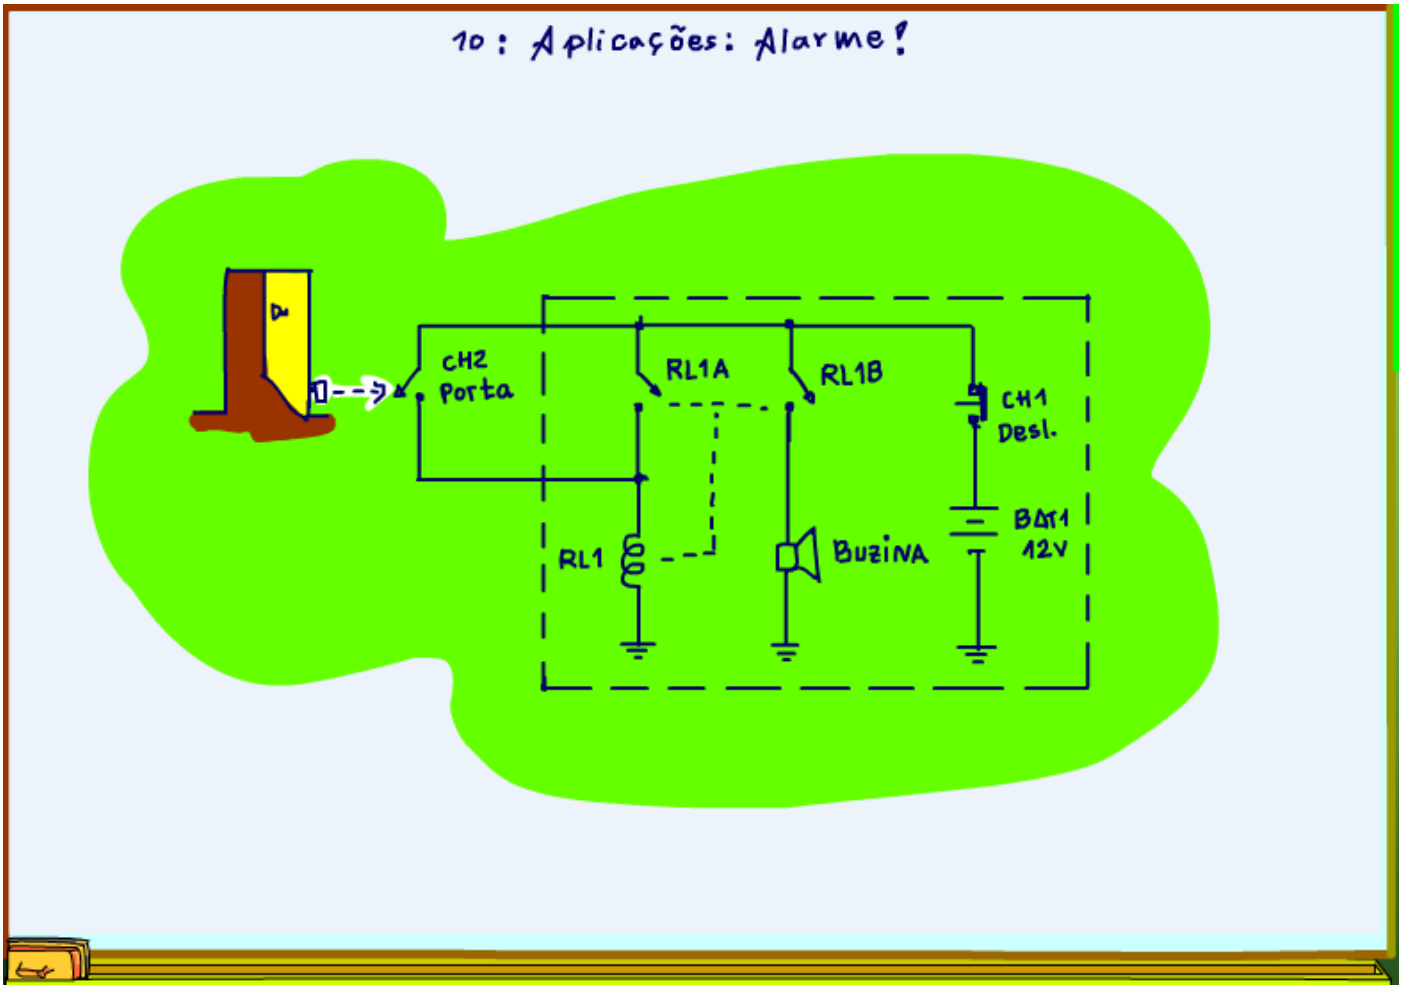 10: Aplicações: Alarme!
CH2
Porta
RL1A
RL1B
CH1
Desl.
RL1
BUZiNA
BAT1
12V